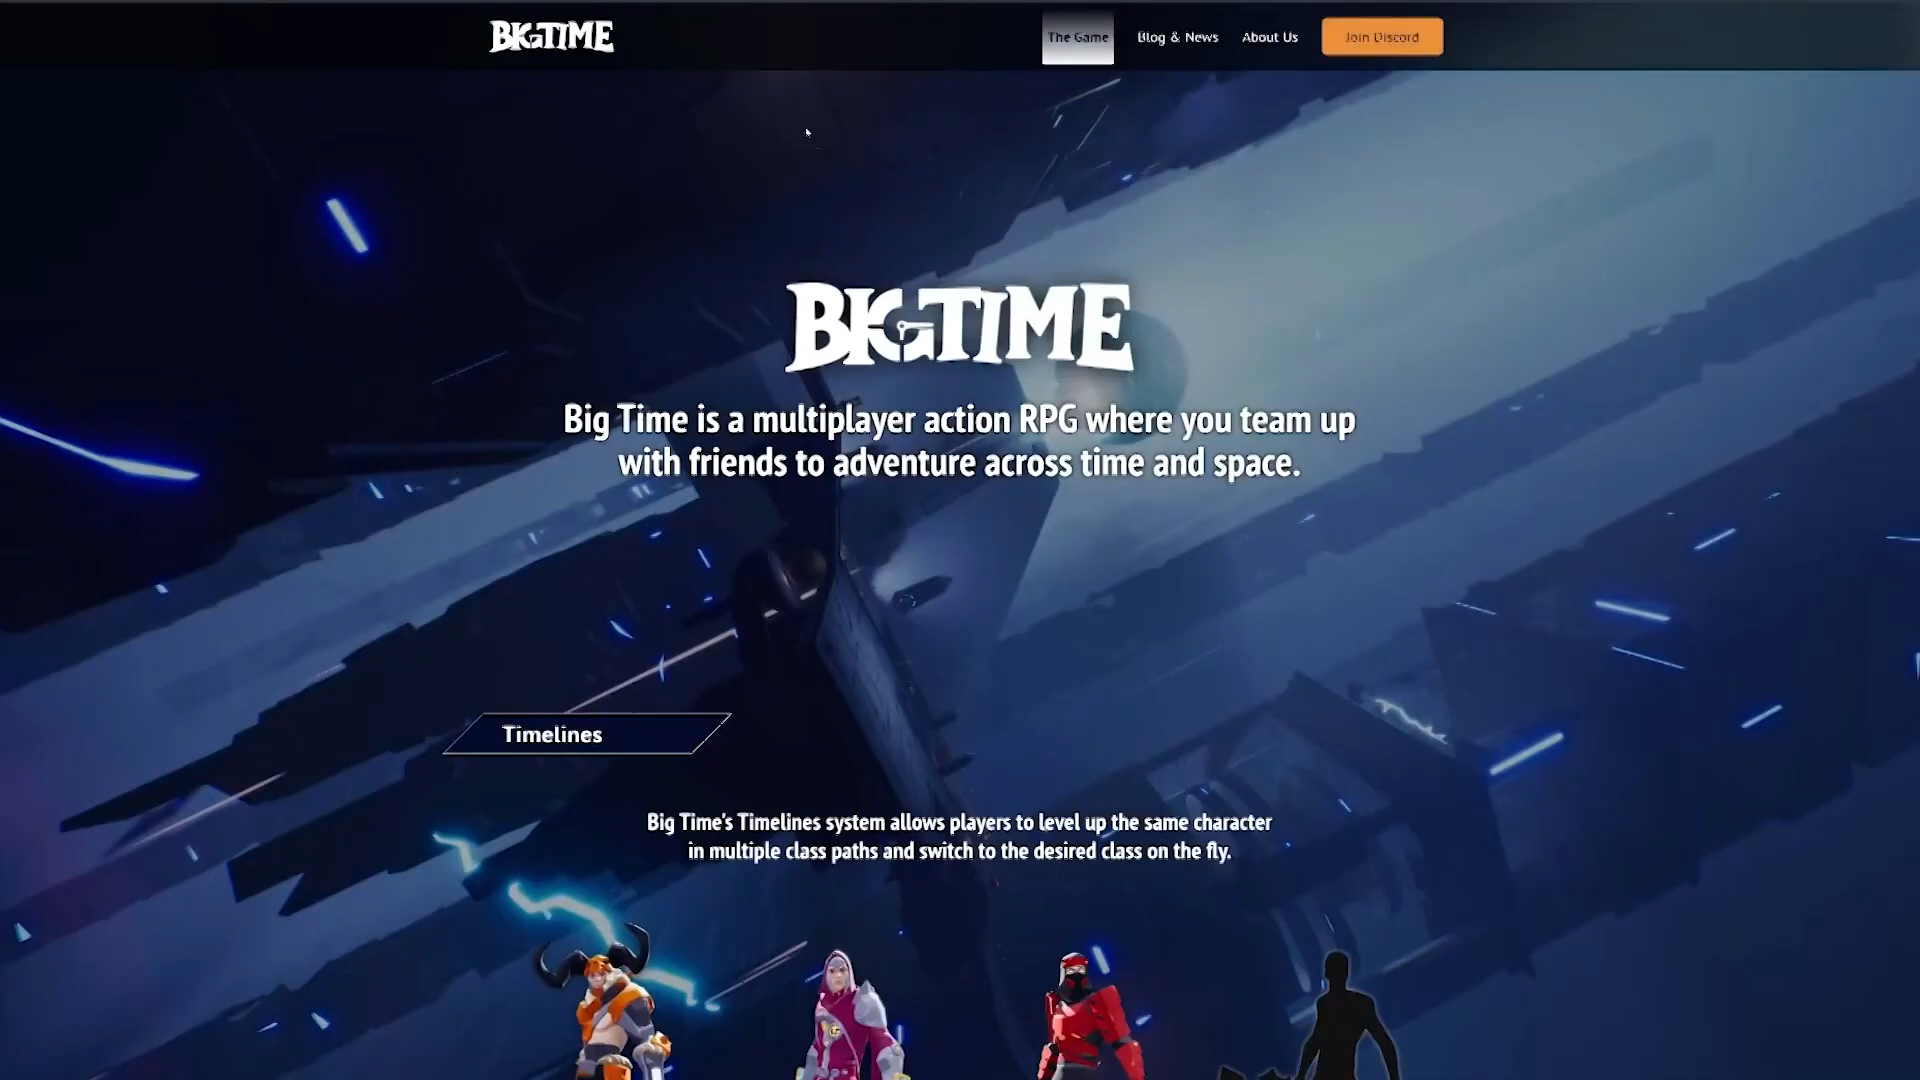 BIGTIME
The Game
Blog & News
About Us
Join Discord
BIGTIME
Big Time is a multiplayer action RPG where you team up
with friends to adventure across time and space.
Timelines
Big Time's Timelines system allows players to level up the same character
in multiple class paths and switch to the desired class on the fly.